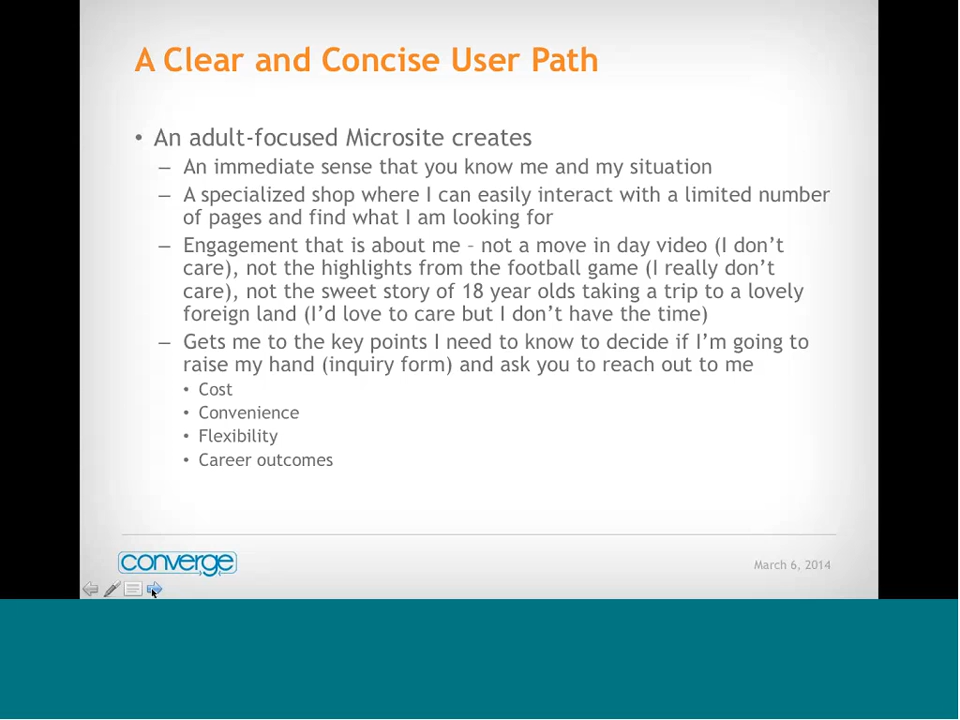 A Clear and Concise User Path
• An adult-focused Microsite creates
– An immediate sense that you know me and my situation
– A specialized shop where I can easily interact with a limited number
of pages and find what I am looking for
– Engagement that is about me – not a move in day video (I don’t
care), not the highlights from the football game (I really don’t
care), not the sweet story of 18 year olds taking a trip to a lovely
foreign land (I’d love to care but I don’t have the time)
– Gets me to the key points I need to know to decide if I’m going to
raise my hand (inquiry form) and ask you to reach out to me
• Cost
• Convenience
• Flexibility
• Career outcomes
converge
March 6, 2014